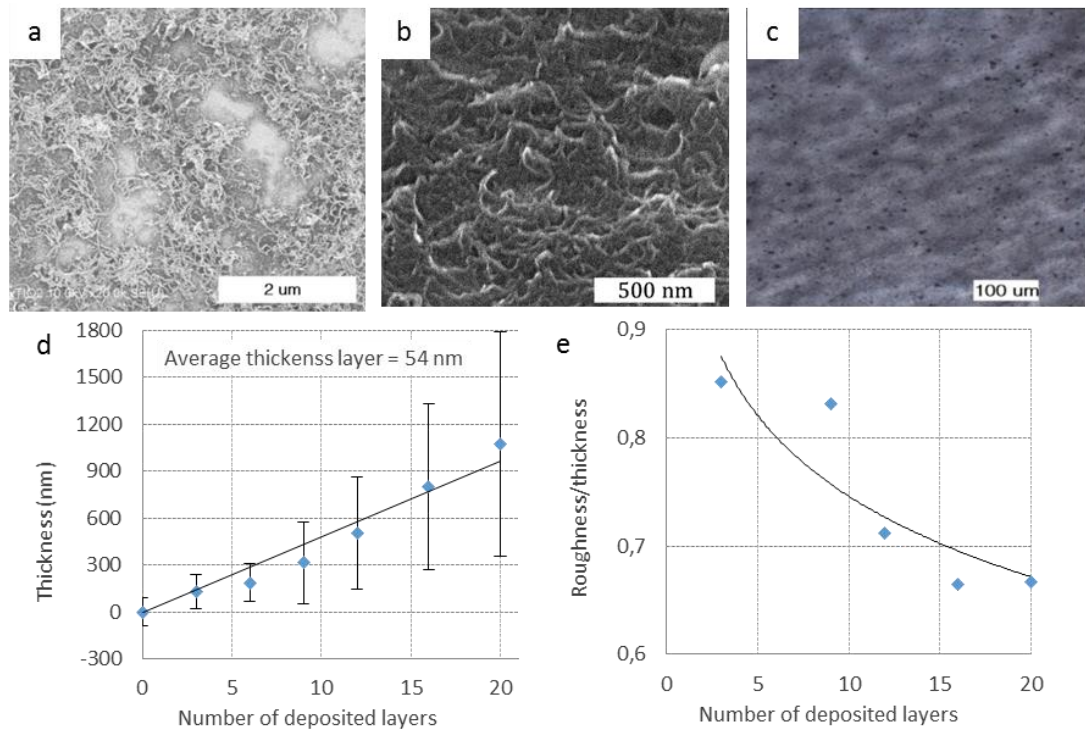 a
b
c
2 um
500 nm
100 um
d
Average thickenss layer = 54 nm
1800
1500
1200
900
600
300
0
-300
Thickness (nm)
0 5 10 15 20
Number of deposited layers
e
0,9
0,8
0,7
0,6
Roughness/thickness
0 5 10 15 20
Number of deposited layers